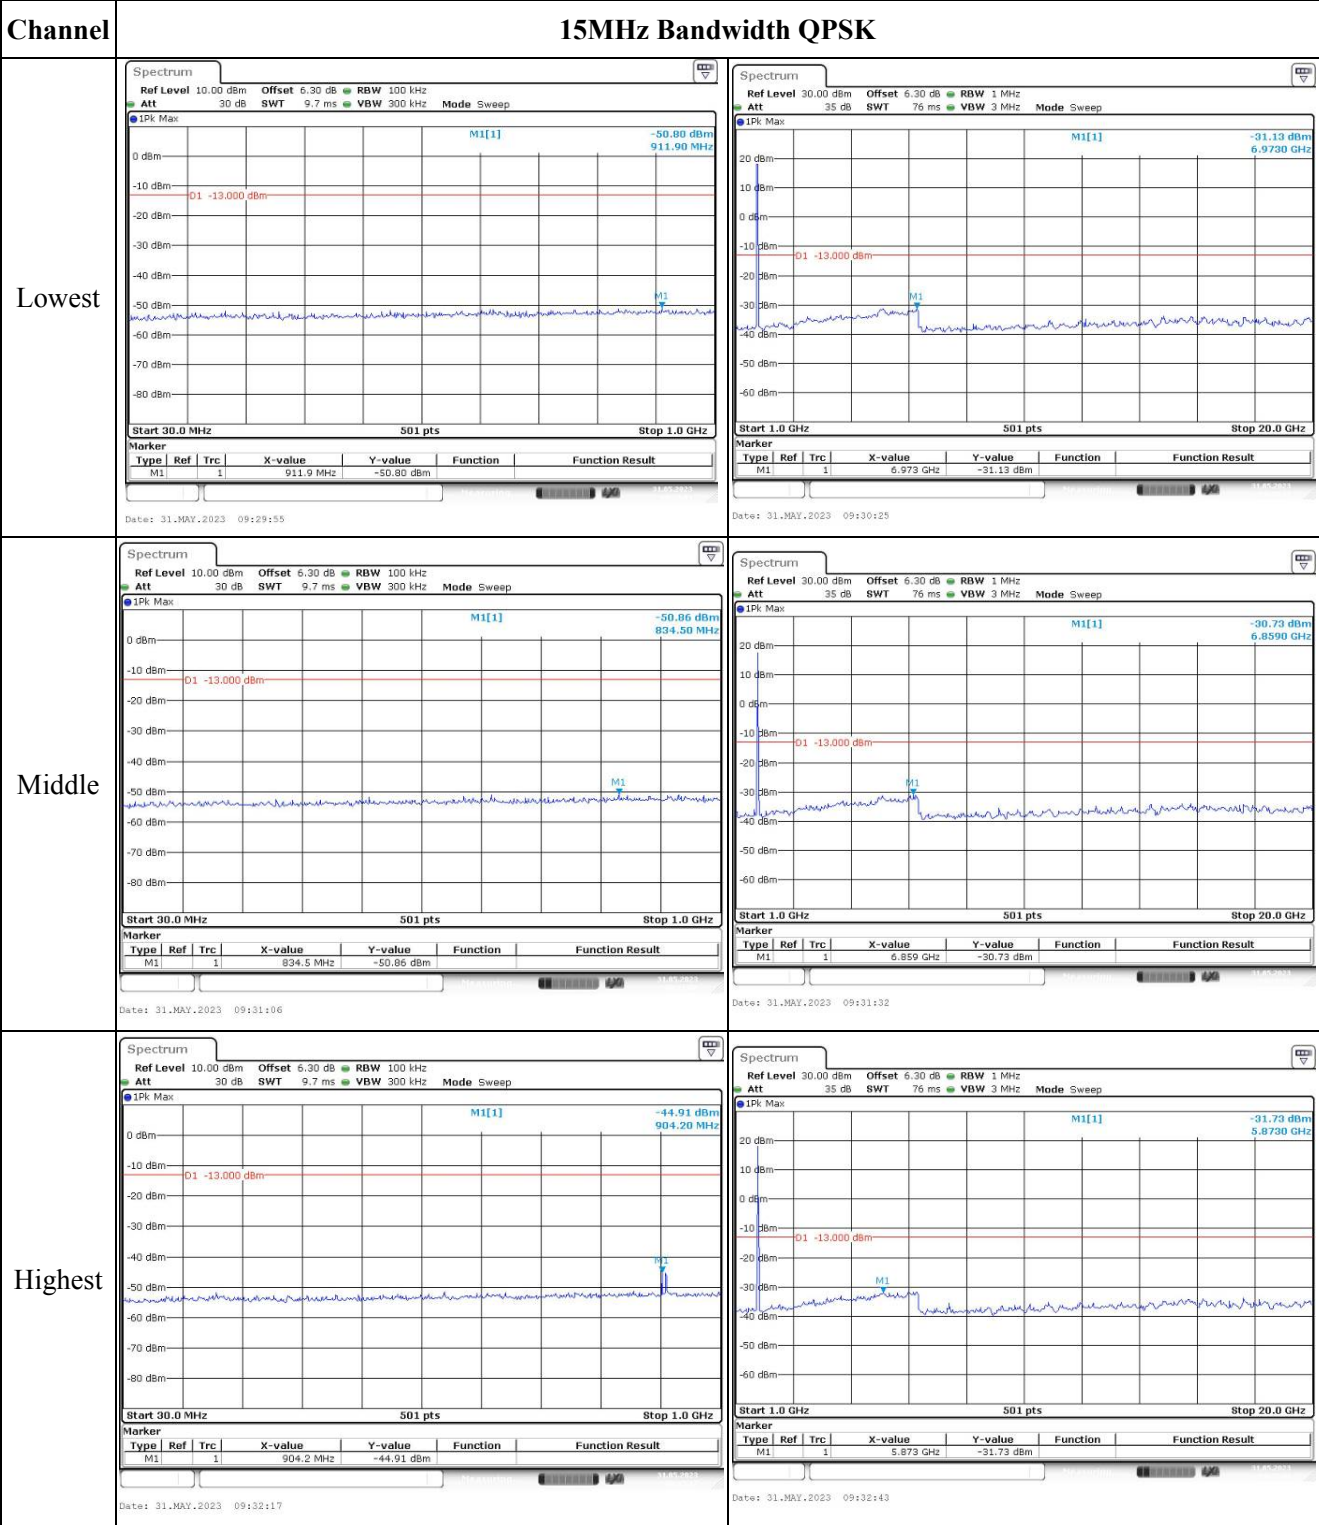 Channel
15MHz Bandwidth QPSK
Lowest
Spectrum
Ref Level 10.00 dBm Offset 6.30 dB RBW 100 kHz
Att 30 dB SWT 9.7 ms VBW 300 kHz Mode Sweep
1Pk Max
M1[1] -50.80 dBm
911.90 MHz
0 dBm
-10 dBm
D1 -13.000 dBm
-20 dBm
-30 dBm
-40 dBm
-50 dBm
M1
-60 dBm
-70 dBm
-80 dBm
Start 30.0 MHz 501 pts Stop 1.0 GHz
Marker
Type Ref Trc X-value Y-value Function Function Result
M1 1 911.9 MHz -50.80 dBm
Date: 31.MAY.2023 09:29:55
Spectrum
Ref Level 30.00 dBm Offset 6.30 dB RBW 1 MHz
Att 35 dB SWT 76 ms VBW 3 MHz Mode Sweep
1Pk Max
M1[1] -31.13 dBm
6.9730 GHz
20 dBm
10 dBm
0 dBm
-10 dBm
D1 -13.000 dBm
-20 dBm
-30 dBm
M1
-40 dBm
-50 dBm
-60 dBm
Start 1.0 GHz 501 pts Stop 20.0 GHz
Marker
Type Ref Trc X-value Y-value Function Function Result
M1 1 6.973 GHz -31.13 dBm
Date: 31.MAY.2023 09:30:25
Middle
Spectrum
Ref Level 10.00 dBm Offset 6.30 dB RBW 100 kHz
Att 30 dB SWT 9.7 ms VBW 300 kHz Mode Sweep
1Pk Max
M1[1] -50.86 dBm
834.50 MHz
0 dBm
-10 dBm
D1 -13.000 dBm
-20 dBm
-30 dBm
-40 dBm
-50 dBm
M1
-60 dBm
-70 dBm
-80 dBm
Start 30.0 MHz 501 pts Stop 1.0 GHz
Marker
Type Ref Trc X-value Y-value Function Function Result
M1 1 834.5 MHz -50.86 dBm
Date: 31.MAY.2023 09:31:06
Spectrum
Ref Level 30.00 dBm Offset 6.30 dB RBW 1 MHz
Att 35 dB SWT 76 ms VBW 3 MHz Mode Sweep
1Pk Max
M1[1] -30.73 dBm
6.8590 GHz
20 dBm
10 dBm
0 dBm
-10 dBm
D1 -13.000 dBm
-20 dBm
-30 dBm
M1
-40 dBm
-50 dBm
-60 dBm
Start 1.0 GHz 501 pts Stop 20.0 GHz
Marker
Type Ref Trc X-value Y-value Function Function Result
M1 1 6.859 GHz -30.73 dBm
Date: 31.MAY.2023 09:31:32
Highest
Spectrum
Ref Level 10.00 dBm Offset 6.30 dB RBW 100 kHz
Att 30 dB SWT 9.7 ms VBW 300 kHz Mode Sweep
1Pk Max
M1[1] -44.91 dBm
904.20 MHz
0 dBm
-10 dBm
D1 -13.000 dBm
-20 dBm
-30 dBm
-40 dBm
M1
-50 dBm
-60 dBm
-70 dBm
-80 dBm
Start 30.0 MHz 501 pts Stop 1.0 GHz
Marker
Type Ref Trc X-value Y-value Function Function Result
M1 1 904.2 MHz -44.91 dBm
Date: 31.MAY.2023 09:32:17
Spectrum
Ref Level 30.00 dBm Offset 6.30 dB RBW 1 MHz
Att 35 dB SWT 76 ms VBW 3 MHz Mode Sweep
1Pk Max
M1[1] -31.73 dBm
5.8730 GHz
20 dBm
10 dBm
0 dBm
-10 dBm
D1 -13.000 dBm
-20 dBm
-30 dBm
M1
-40 dBm
-50 dBm
-60 dBm
Start 1.0 GHz 501 pts Stop 20.0 GHz
Marker
Type Ref Trc X-value Y-value Function Function Result
M1 1 5.873 GHz -31.73 dBm
Date: 31.MAY.2023 09:32:43